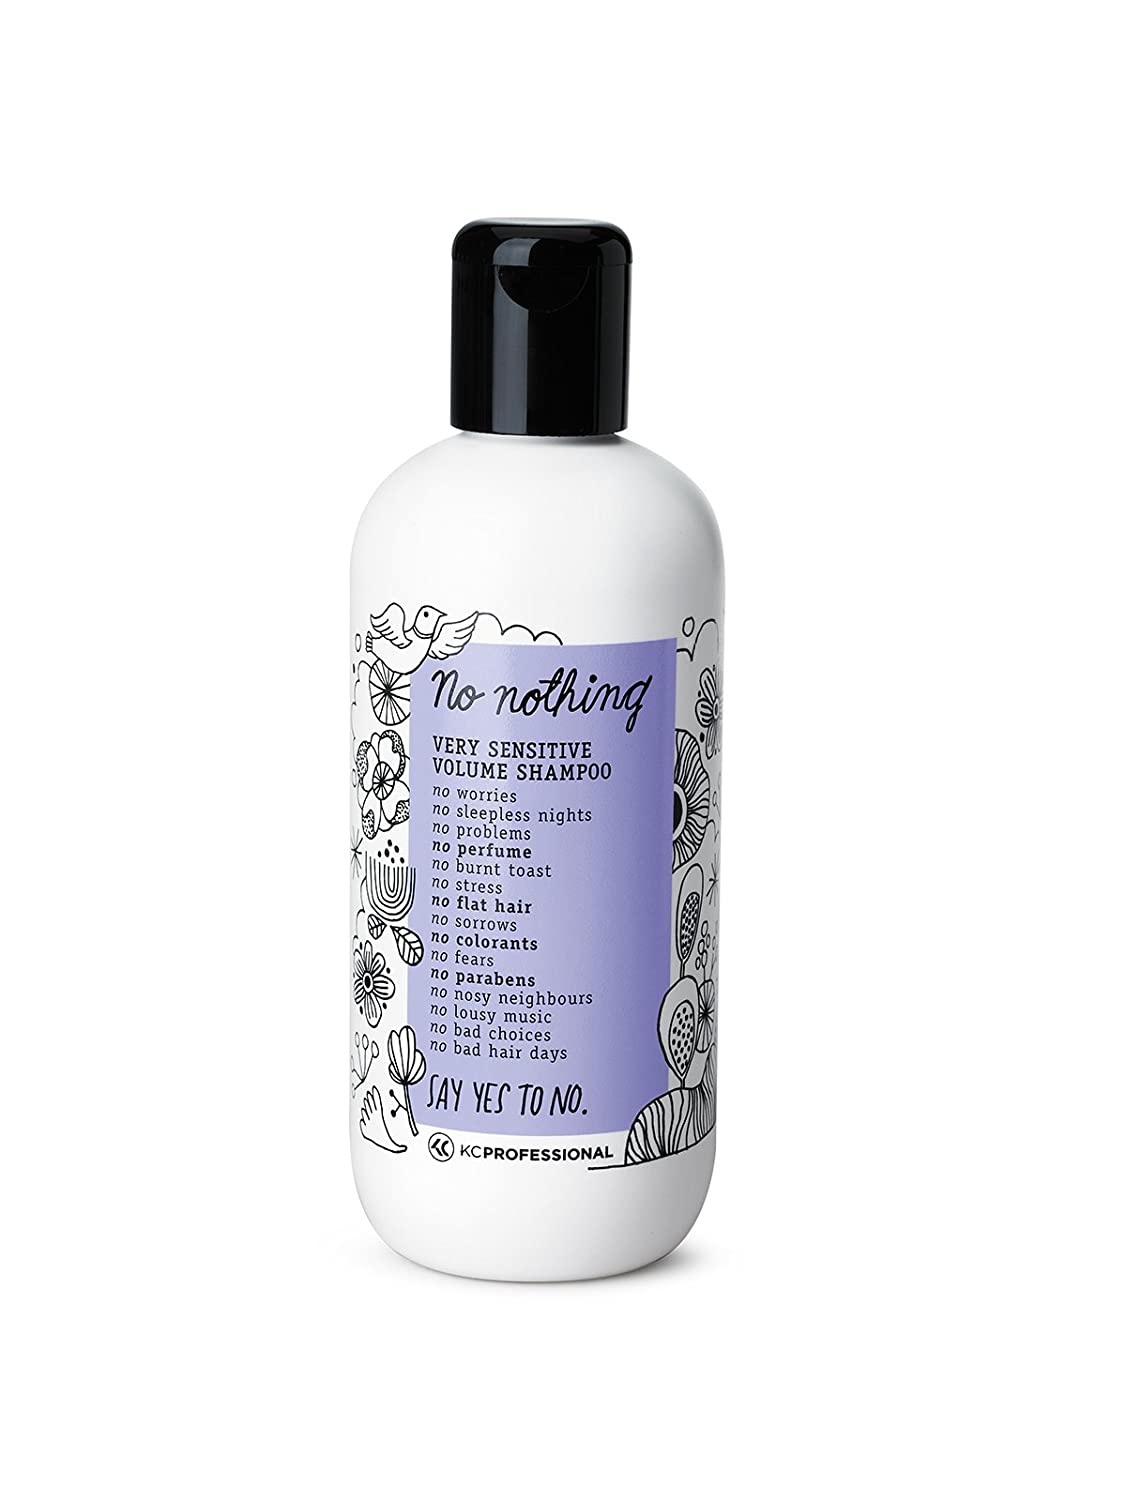 No nothing
VERY SENSITIVE
VOLUME SHAMPOO
no worries
no sleepless nights
no problems
no perfume
no burnt toast
no stress
no flat hair
no sorrows
no colorants
no fears
no parabens
no nosy neighbours
no lousy music
no bad choices
no bad hair days
SAY YES TO NO.
KC KCPROFESSIONAL